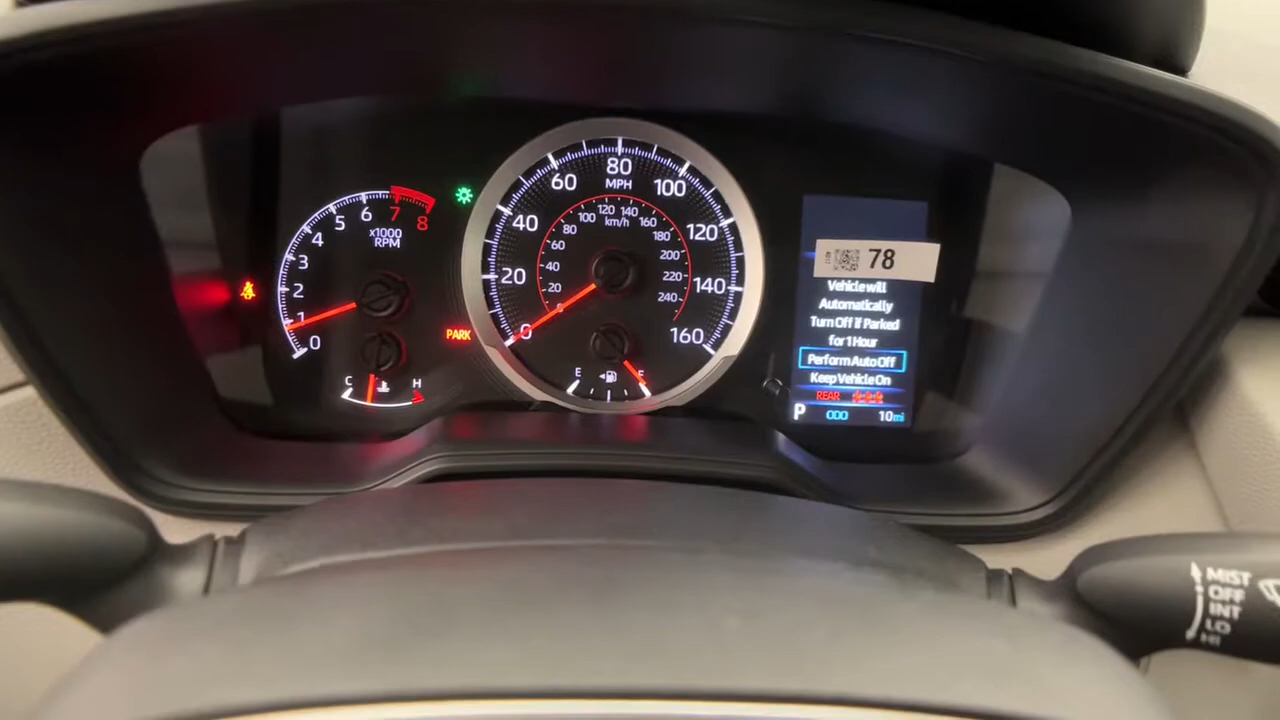 0
1
2
3
4
5
6
7
8
x1000
RPM
C
H
PARK
0
20
40
60
80
100
120
140
160
MPH
20
40
60
80
100
120
140
160
180
200
220
240
km/h
E
F
78
Vehicle will
Automatically
Turn Off if Parked
for 1 Hour
Perform Auto Off
Keep Vehicle On
REAR
P ODO 10mi
MIST
OFF
INT
LO
HI